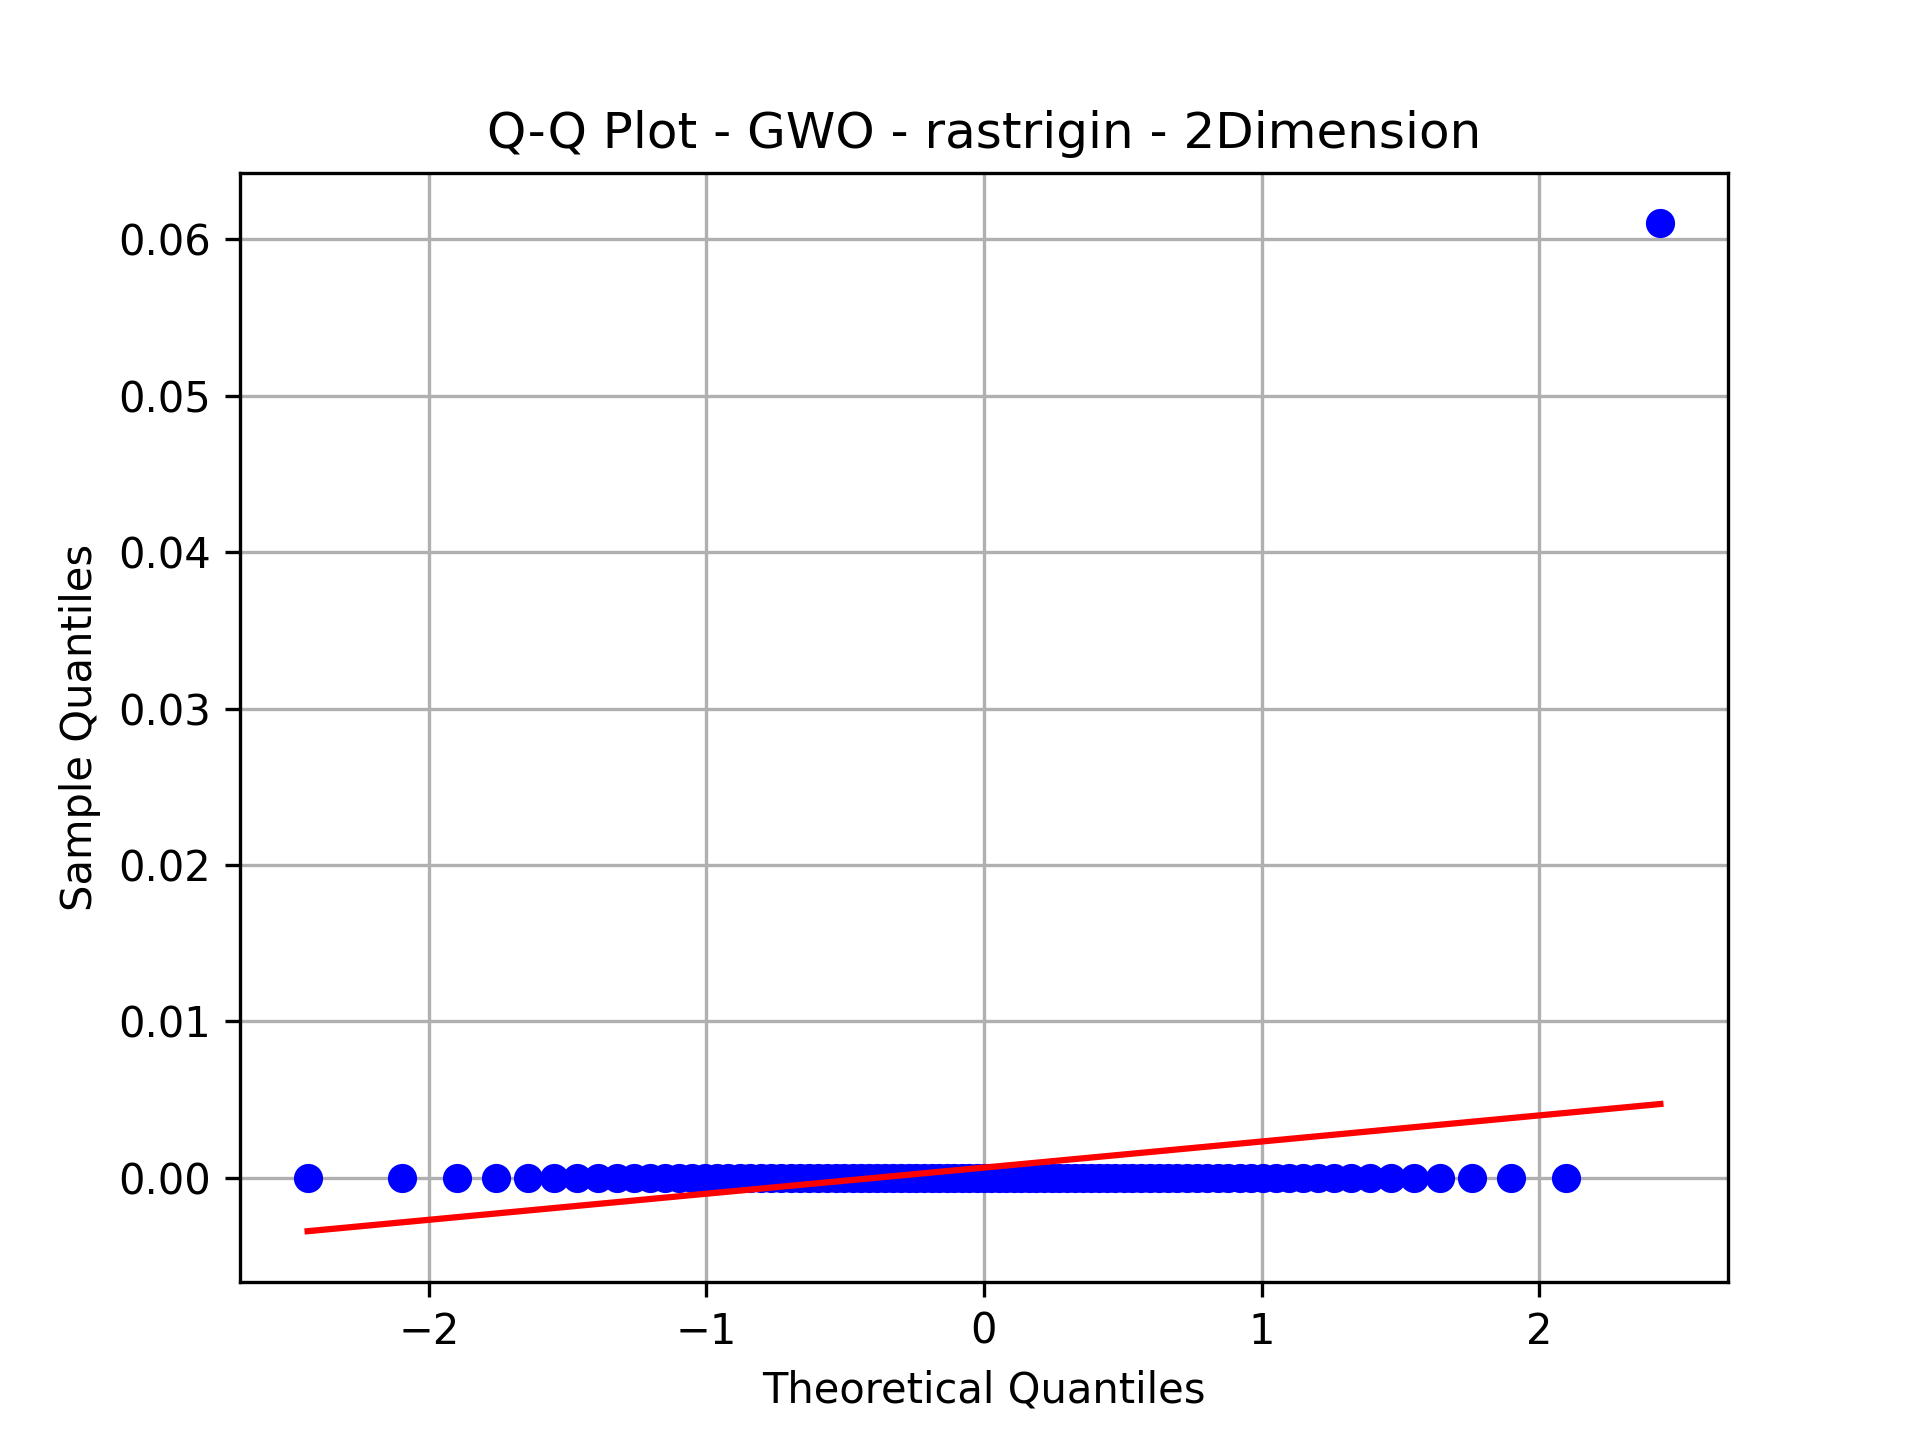 Q-Q Plot - GWO - rastrigin - 2Dimension
0.06
0.05
0.04
0.03
0.02
0.01
0.00
Sample Quantiles
−2 −1 0 1 2
Theoretical Quantiles